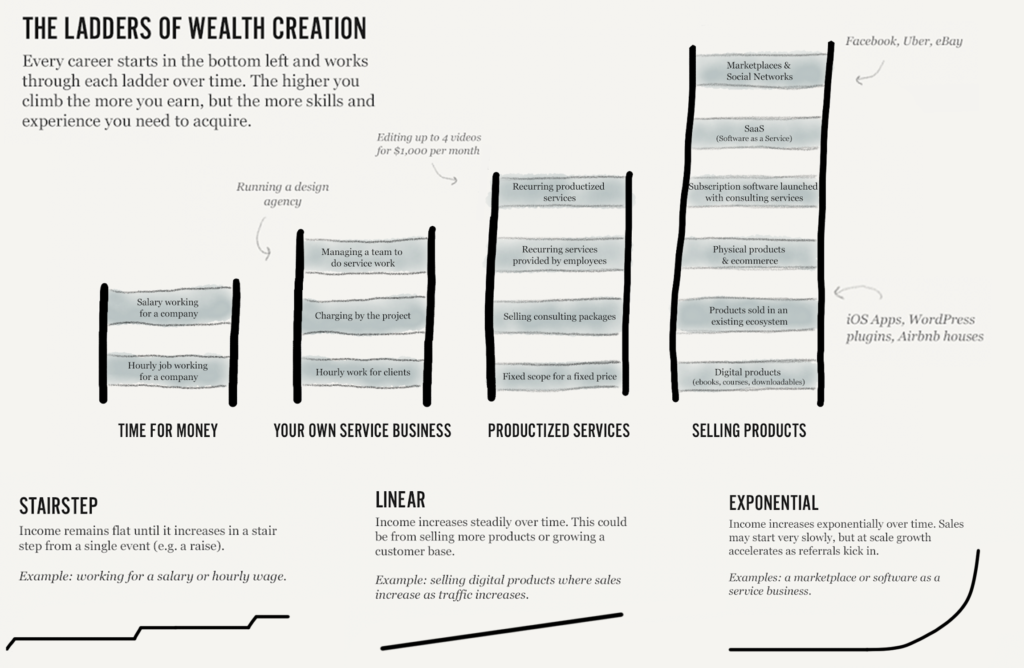 THE LADDERS OF WEALTH CREATION
Every career starts in the bottom left and works
through each ladder over time. The higher you
climb the more you earn, but the more skills and
experience you need to acquire.
Running a design
agency
Editing up to 4 videos
for $1,000 per month
Facebook, Uber, eBay
iOS Apps, WordPress
plugins, Airbnb houses
Salary working
for a company
Hourly job working
for a company
TIME FOR MONEY
Managing a team to
do service work
Charging by the project
Hourly work for clients
YOUR OWN SERVICE BUSINESS
Recurring productized
services
Recurring services
provided by employees
Selling consulting packages
Fixed scope for a fixed price
PRODUCTIZED SERVICES
Marketplaces &
Social Networks
SaaS
(Software as a Service)
Subscription software launched
with consulting services
Physical products
& ecommerce
Products sold in an
existing ecosystem
Digital products
(ebooks, courses, downloadables)
SELLING PRODUCTS
STAIRSTEP
Income remains flat until it increases in a stair
step from a single event (e.g. a raise).
Example: working for a salary or hourly wage.
LINEAR
Income increases steadily over time. This could
be from selling more products or growing a
customer base.
Example: selling digital products where sales
increase as traffic increases.
EXPONENTIAL
Income increases exponentially over time. Sales
may start very slowly, but at scale growth
accelerates as referrals kick in.
Examples: a marketplace or software as a
service business.